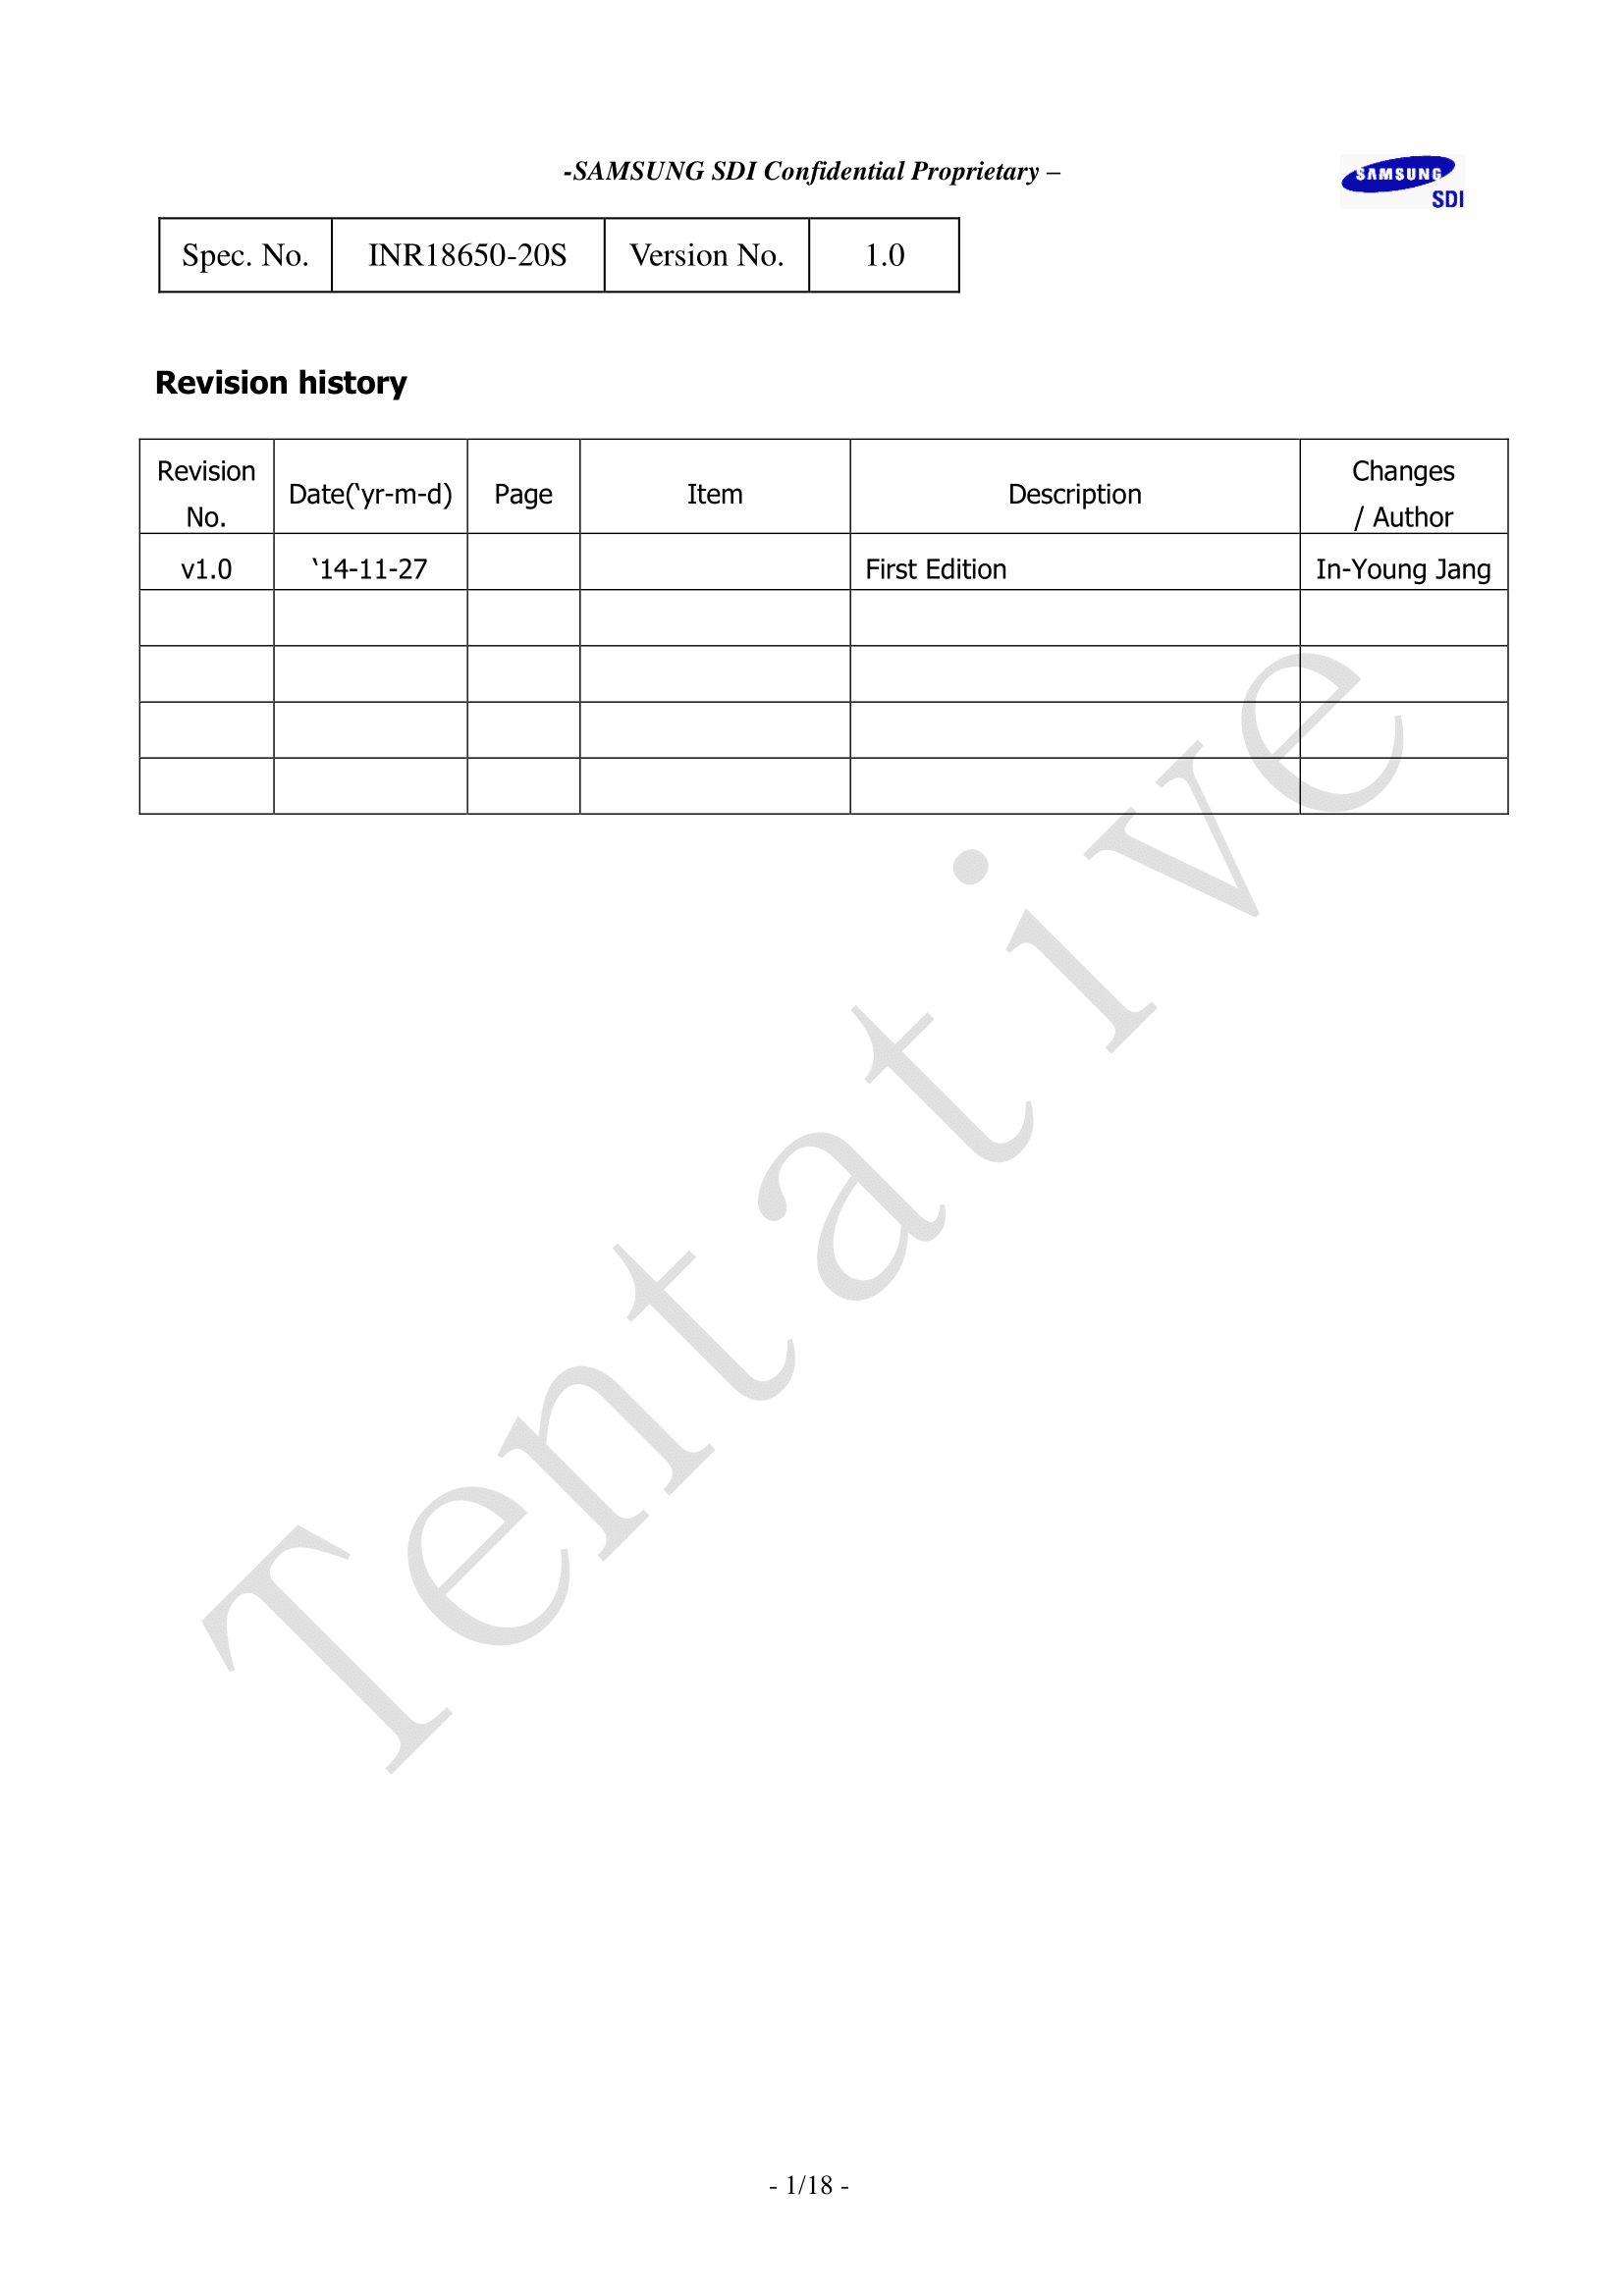 -SAMSUNG SDI Confidential Proprietary –
SAMSUNG
SDI
Spec. No. INR18650-20S Version No. 1.0
Revision history
Revision No. Date(‘yr-m-d) Page Item Description Changes / Author
v1.0 ‘14-11-27 First Edition In-Young Jang
Tentative
- 1/18 -